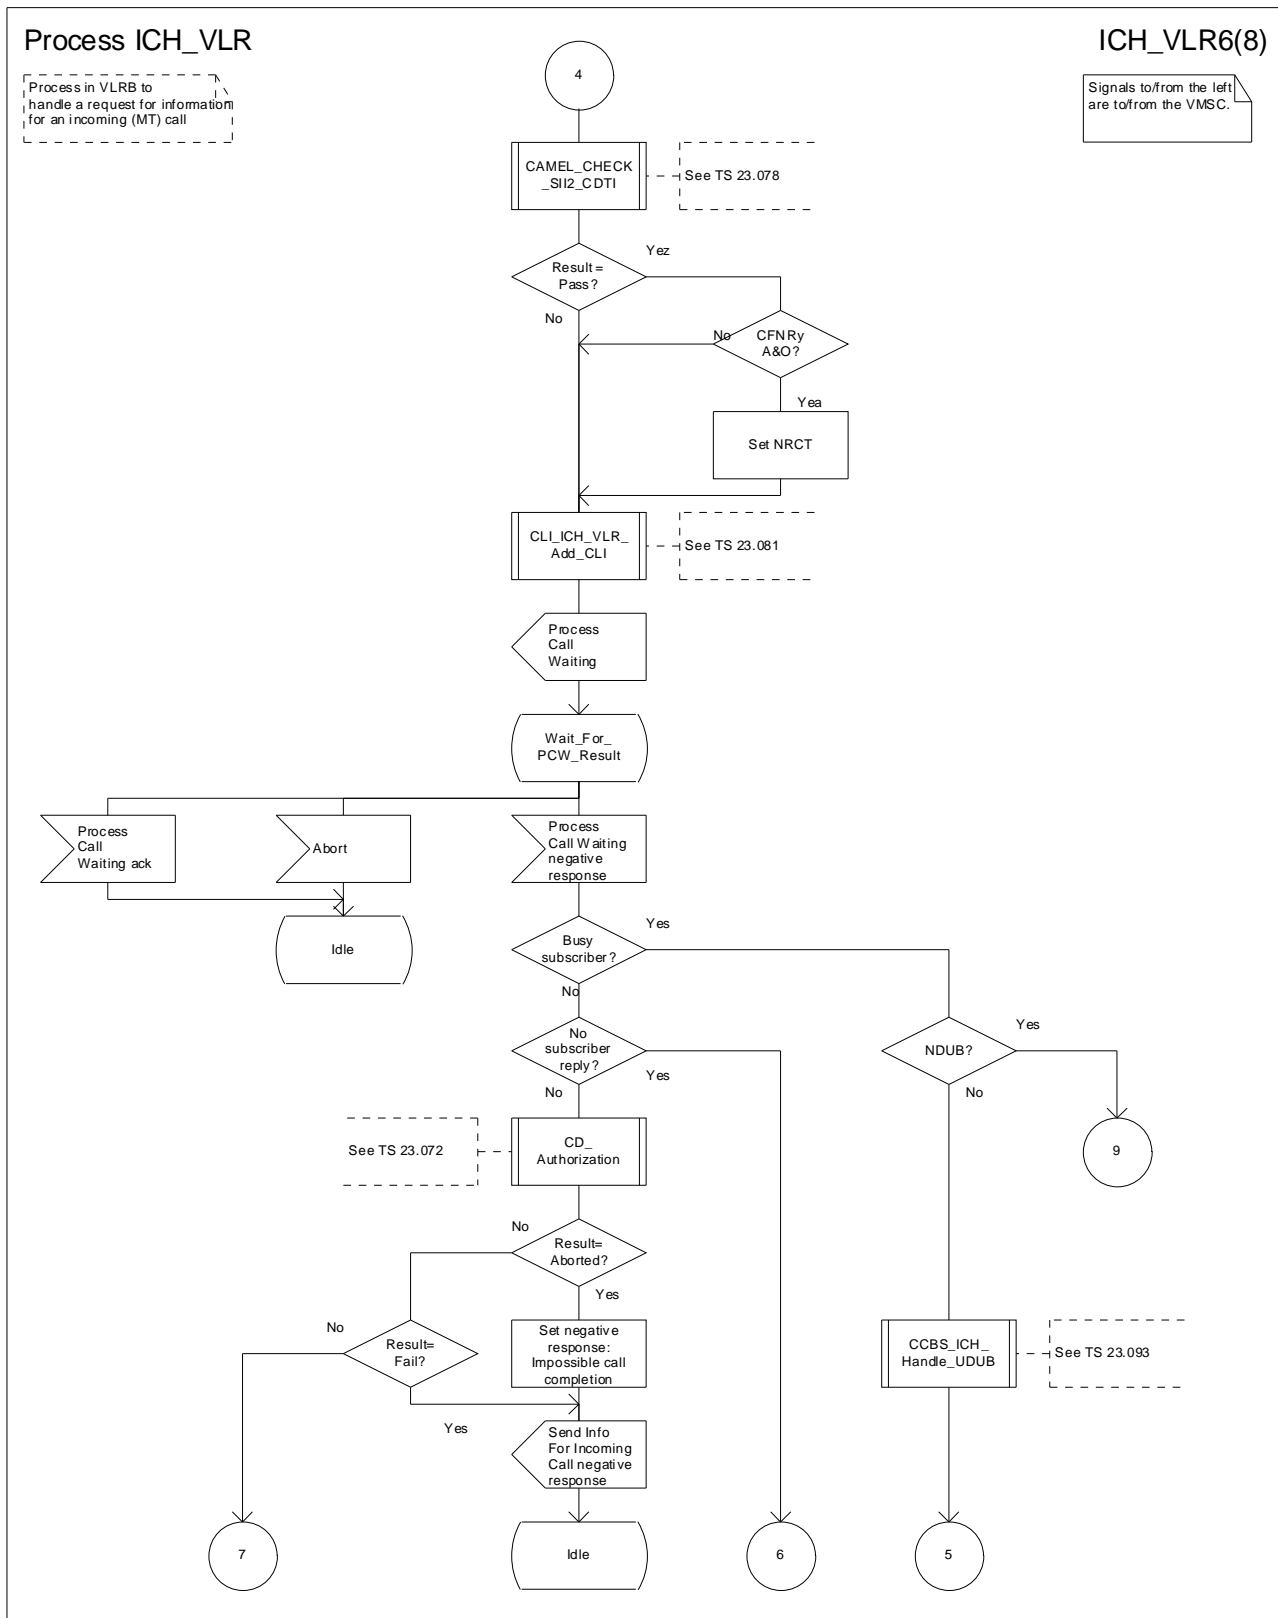 Process ICH_VLR
ICH_VLR6(8)
Process in VLRB to
handle a request for information
for an incoming (MT) call
4
Signals to/from the left
are to/from the VMSC.
CAMEL_CHECK
_SII2_CDTI
See TS 23.078
Yez
Result =
Pass?
No
No
CFNRy
A&O?
Yea
Set NRCT
CLI_ICH_VLR_
Add_CLI
See TS 23.081
Process
Call
Waiting
Wait_For_
PCW_Result
Process
Call
Waiting ack
Abort
Process
Call Waiting
negative
response
Idle
Busy
subscriber?
Yes
No
No
subscriber
reply?
Yes
No
NDUB?
Yes
No
9
See TS 23.072
CD_
Authorization
No
Result=
Aborted?
Yes
No
Result=
Fail?
Yes
Set negative
response:
Impossible call
completion
CCBS_ICH_
Handle_UDUB
See TS 23.093
Send Info
For Incoming
Call negative
response
7
Idle
6
5